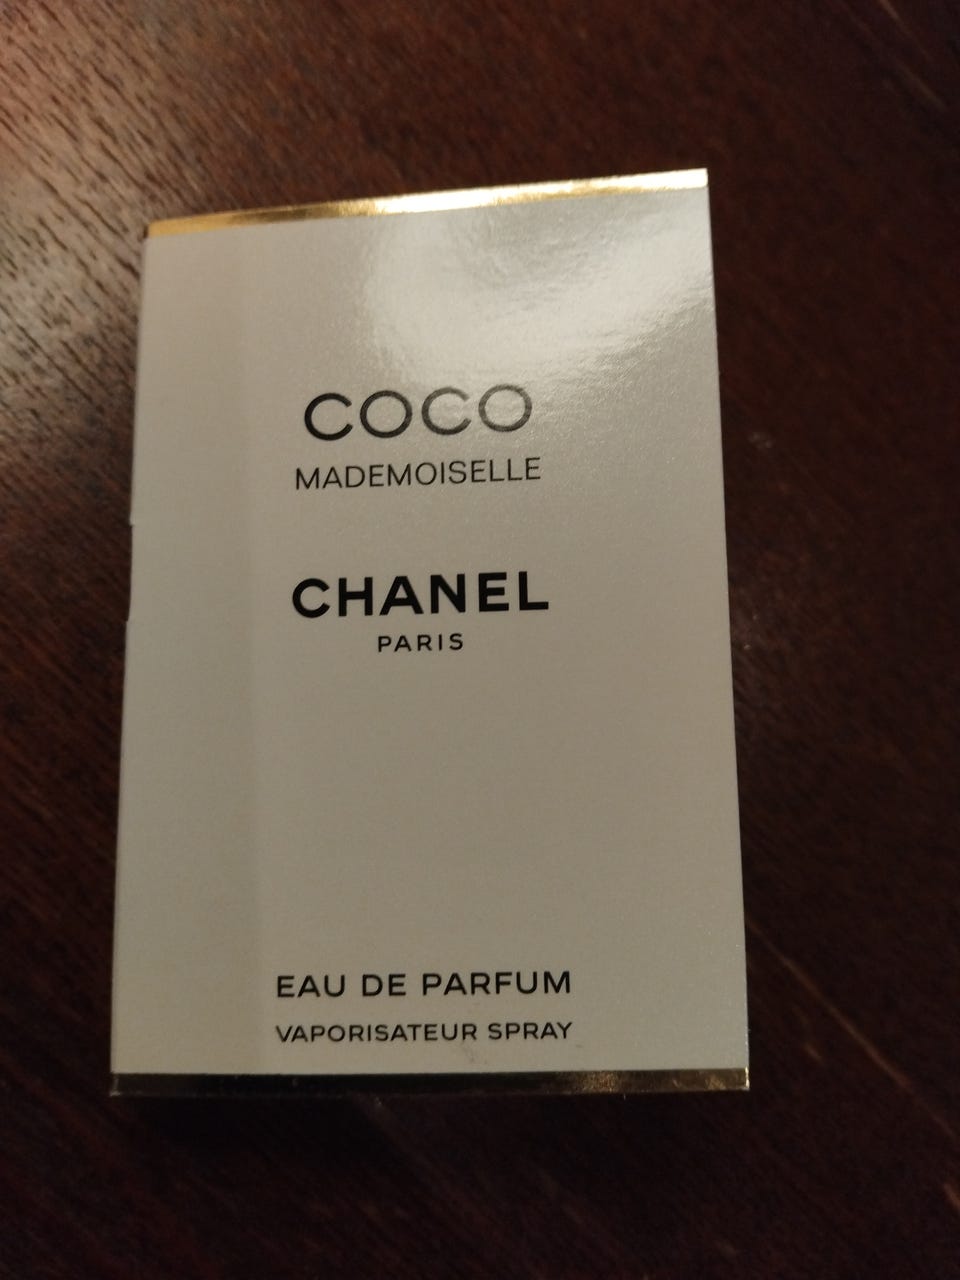 COCO
MADEMOISELLE
CHANEL
PARIS
EAU DE PARFUM
VAPORISATEUR SPRAY